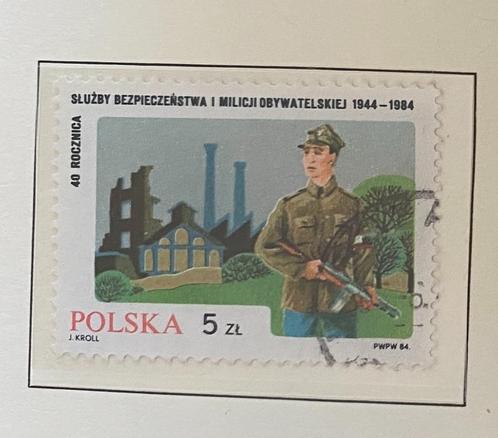 SŁUŻBY BEZPIECZEŃSTWA I MILICJI OBYWATELSKIEJ 1944-1984
40 ROCZNICA
POLSKA 5 ZŁ
J. KROLL
PWPW 84.